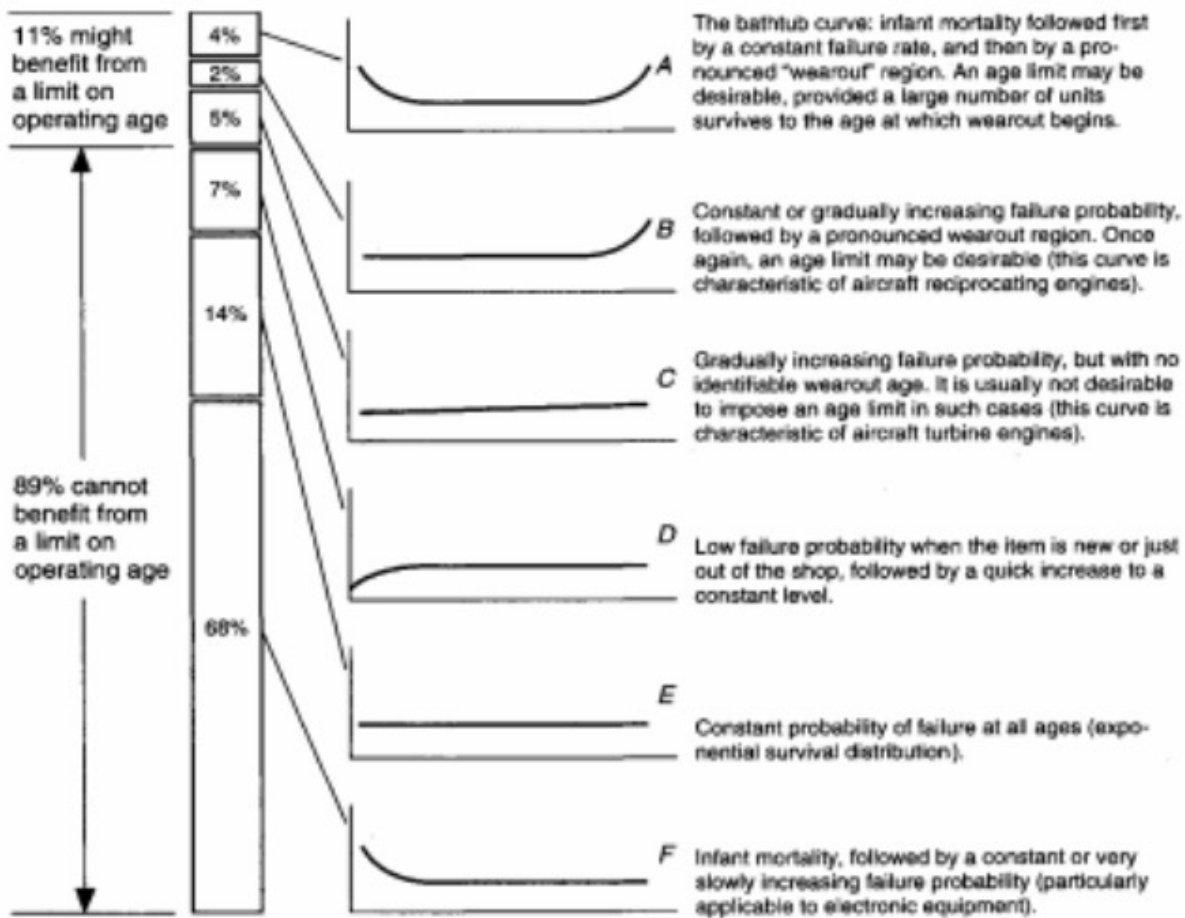 11% might
benefit from
a limit on
operating age
89% cannot
benefit from
a limit on
operating age
4%
2%
5%
7%
14%
68%
A
The bathtub curve: infant mortality followed first
by a constant failure rate, and then by a pro-
nounced "wearout" region. An age limit may be
desirable, provided a large number of units
survives to the age at which wearout begins.
B
Constant or gradually increasing failure probability,
followed by a pronounced wearout region. Once
again, an age limit may be desirable (this curve is
characteristic of aircraft reciprocating engines).
C
Gradually increasing failure probability, but with no
identifiable wearout age. It is usually not desirable
to impose an age limit in such cases (this curve is
characteristic of aircraft turbine engines).
D
Low failure probability when the item is new or just
out of the shop, followed by a quick increase to a
constant level.
E
Constant probability of failure at all ages (expo-
nential survival distribution).
F
Infant mortality, followed by a constant or very
slowly increasing failure probability (particularly
applicable to electronic equipment).